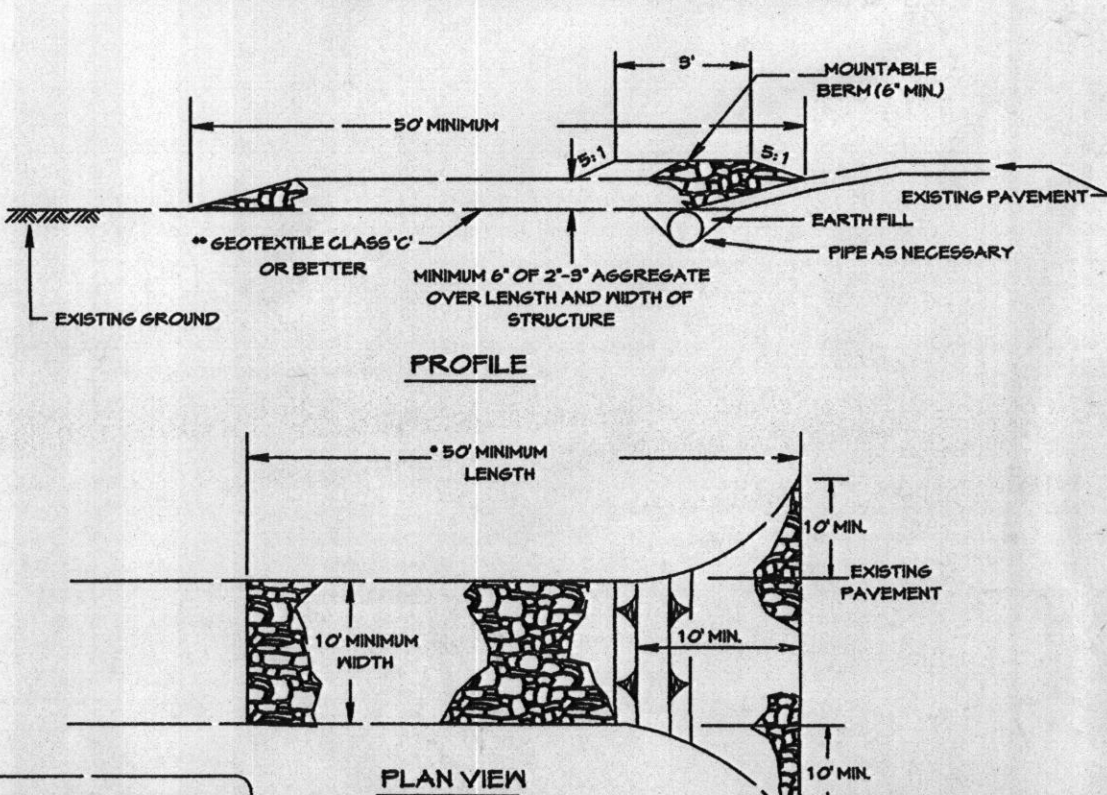 3'
MOUNTABLE
BERM (6" MIN.)
50' MINIMUM
5:1
5:1
EXISTING PAVEMENT
EARTH FILL
** GEOTEXTILE CLASS 'C'
OR BETTER
PIPE AS NECESSARY
MINIMUM 6" OF 2"-3" AGGREGATE
OVER LENGTH AND WIDTH OF
STRUCTURE
EXISTING GROUND
PROFILE
* 50' MINIMUM
LENGTH
10' MIN.
EXISTING
PAVEMENT
10' MINIMUM
WIDTH
10' MIN.
PLAN VIEW
10' MIN.